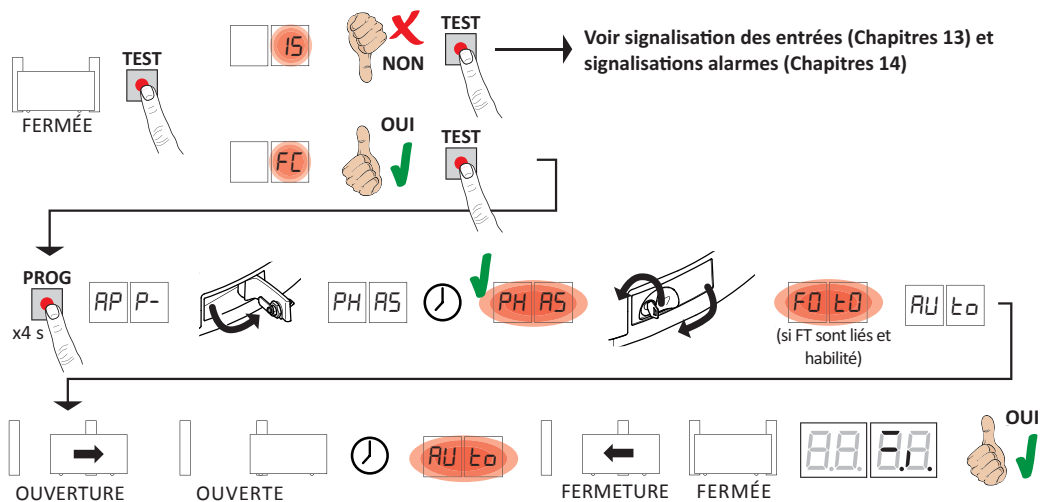 TEST
FERMÉE
15
NON
TEST
Voir signalisation des entrées (Chapitres 13) et
signalisations alarmes (Chapitres 14)
FC
OUI
TEST
PROG
x4 s
AP P-
PH AS
PH AS
FO tO
(si FT sont liés et
habilité)
AU to
OUVERTURE
OUVERTE
AU to
FERMETURE
FERMÉE
OUI